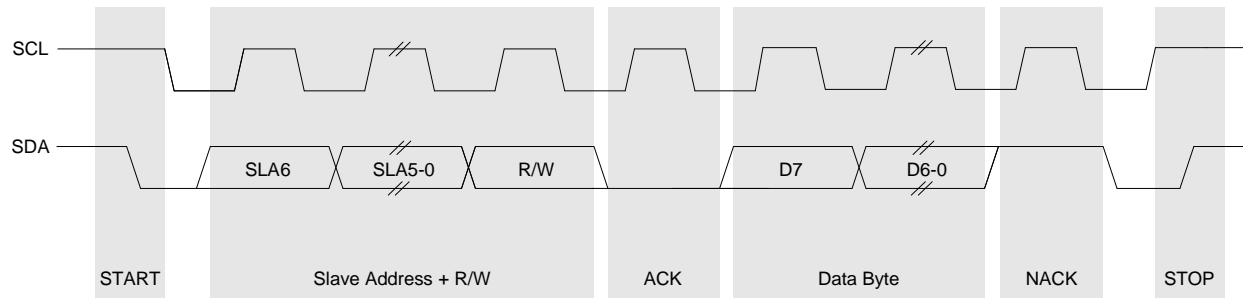 SCL
SDA
SLA6
SLA5-0
R/W
D7
D6-0
START
Slave Address + R/W
ACK
Data Byte
NACK
STOP